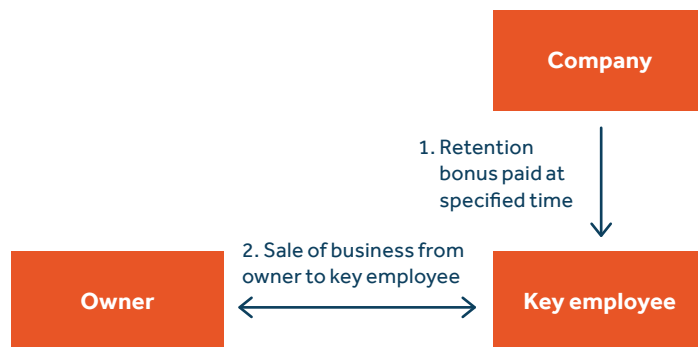 Company
1. Retention
bonus paid at
specified time
2. Sale of business from
owner to key employee
Owner
Key employee